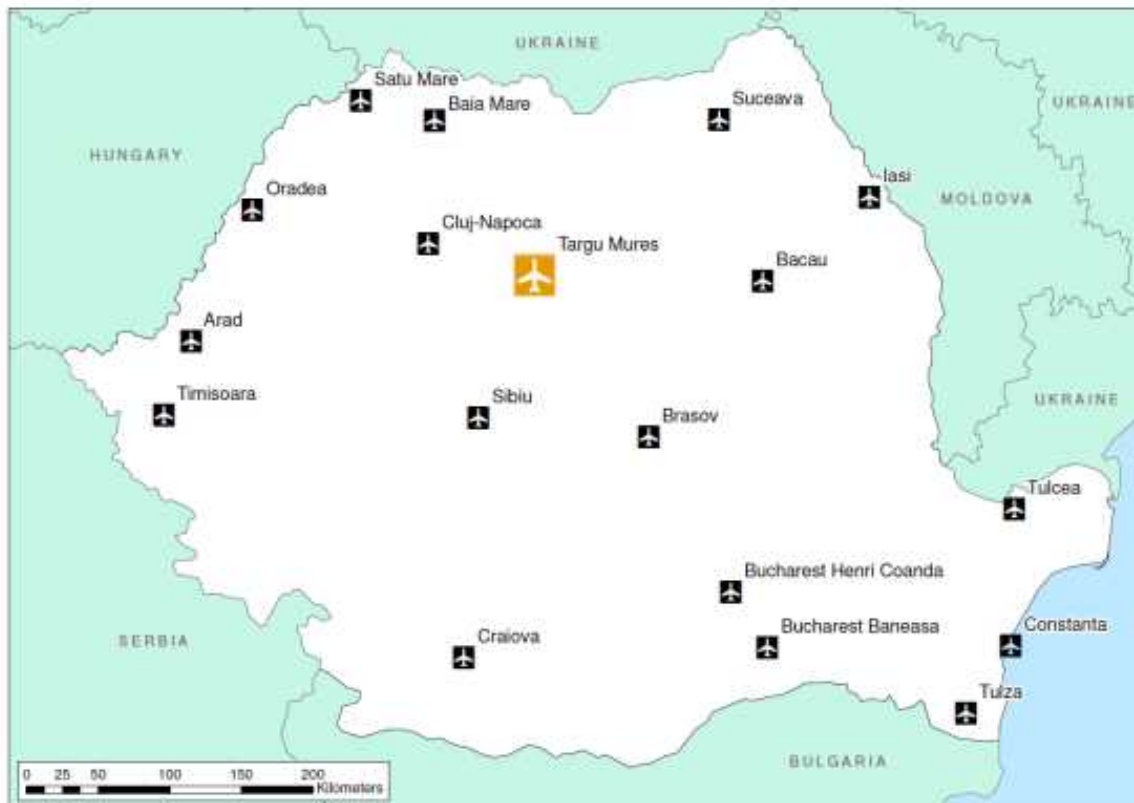 UKRAINE
Satu Mare
Baia Mare
Suceava
UKRAINE
HUNGARY
Oradea
Iasi
MOLDOVA
Cluj-Napoca
Targu Mures
Bacau
Arad
Timisoara
Sibiu
Brasov
UKRAINE
Tulcea
Bucharest Henri Coanda
SERBIA
Craiova
Bucharest Baneasa
Constanta
Tulza
BULGARIA
0 25 50 100 150 200
Kilometers